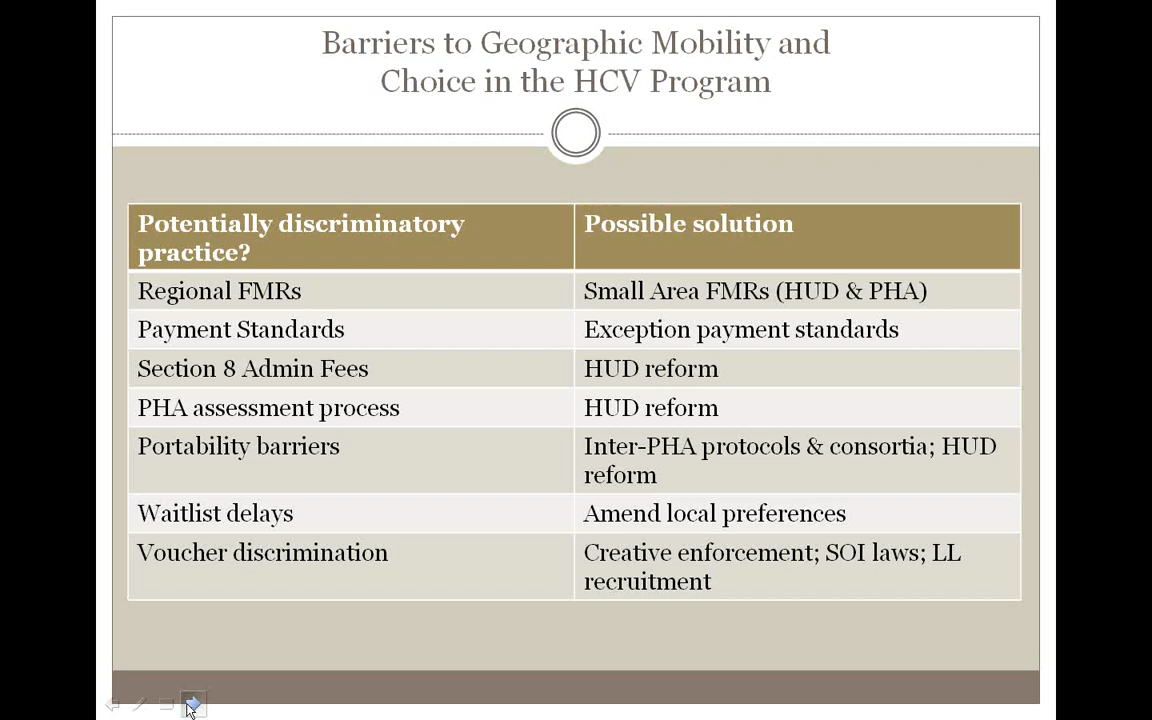 Barriers to Geographic Mobility and
Choice in the HCV Program
Potentially discriminatory
practice?
Possible solution
Regional FMRs
Small Area FMRs (HUD & PHA)
Payment Standards
Exception payment standards
Section 8 Admin Fees
HUD reform
PHA assessment process
HUD reform
Portability barriers
Inter-PHA protocols & consortia; HUD
reform
Waitlist delays
Amend local preferences
Voucher discrimination
Creative enforcement; SOI laws; LL
recruitment